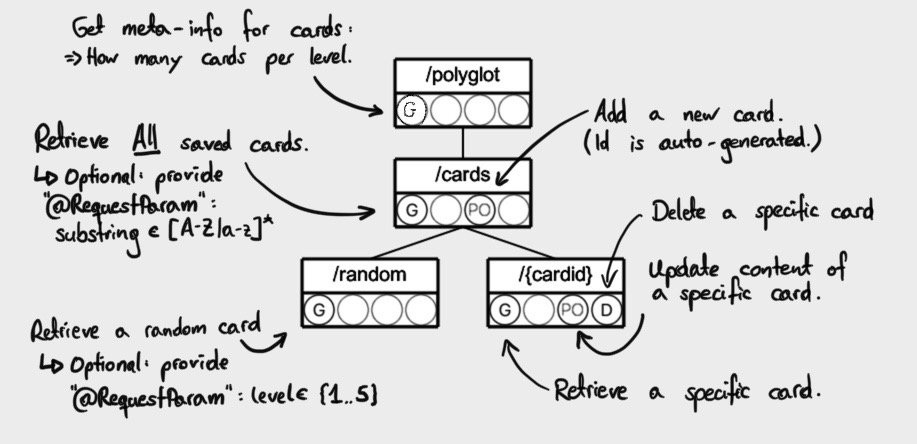 Get meta-info for cards:
=> How many cards per level.
/polyglot
G
Add a new card.
(Id is auto-generated.)
Retrieve All saved cards.
↳ Optional: provide
"@RequestParam":
substring ∈ [A-Z|a-z]*
/cards
G PO
Delete a specific card
/random
G
/{cardid}
G PO D
Update content of
a specific card.
Retrieve a random card
↳ Optional: provide
"@RequestParam": level ∈ {1..5}
Retrieve a specific card.